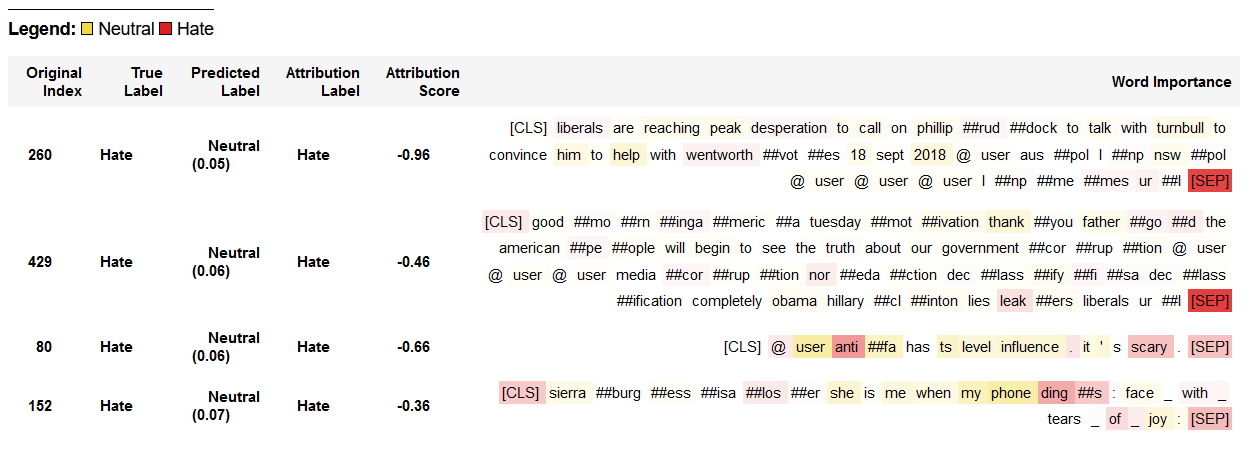 Legend: Neutral Hate
Original Index True Label Predicted Label Attribution Label Attribution Score Word Importance
260 Hate Neutral (0.05) Hate -0.96
[CLS] liberals are reaching peak desperation to call on phillip ##rud ##dock to talk with turnbull to
convince him to help with wentworth ##vot ##es 18 sept 2018 @ user aus ##pol l ##np nsw ##pol
@ user @ user @ user l ##np ##me ##mes ur ##l [SEP]
429 Hate Neutral (0.06) Hate -0.46
[CLS] good ##mo ##rn ##inga ##meric ##a tuesday ##mot ##ivation thank ##you father ##go ##d the
american ##pe ##ople will begin to see the truth about our government ##cor ##rup ##tion @ user
@ user @ user media ##cor ##rup ##tion nor ##eda ##ction dec ##lass ##ify ##fi ##sa dec ##lass
##ification completely obama hillary ##cl ##inton lies leak ##ers liberals ur ##l [SEP]
80 Hate Neutral (0.06) Hate -0.66
[CLS] @ user anti ##fa has ts level influence . it ' s scary . [SEP]
152 Hate Neutral (0.07) Hate -0.36
[CLS] sierra ##burg ##ess ##isa ##los ##er she is me when my phone ding ##s : face _ with _
tears _ of _ joy : [SEP]